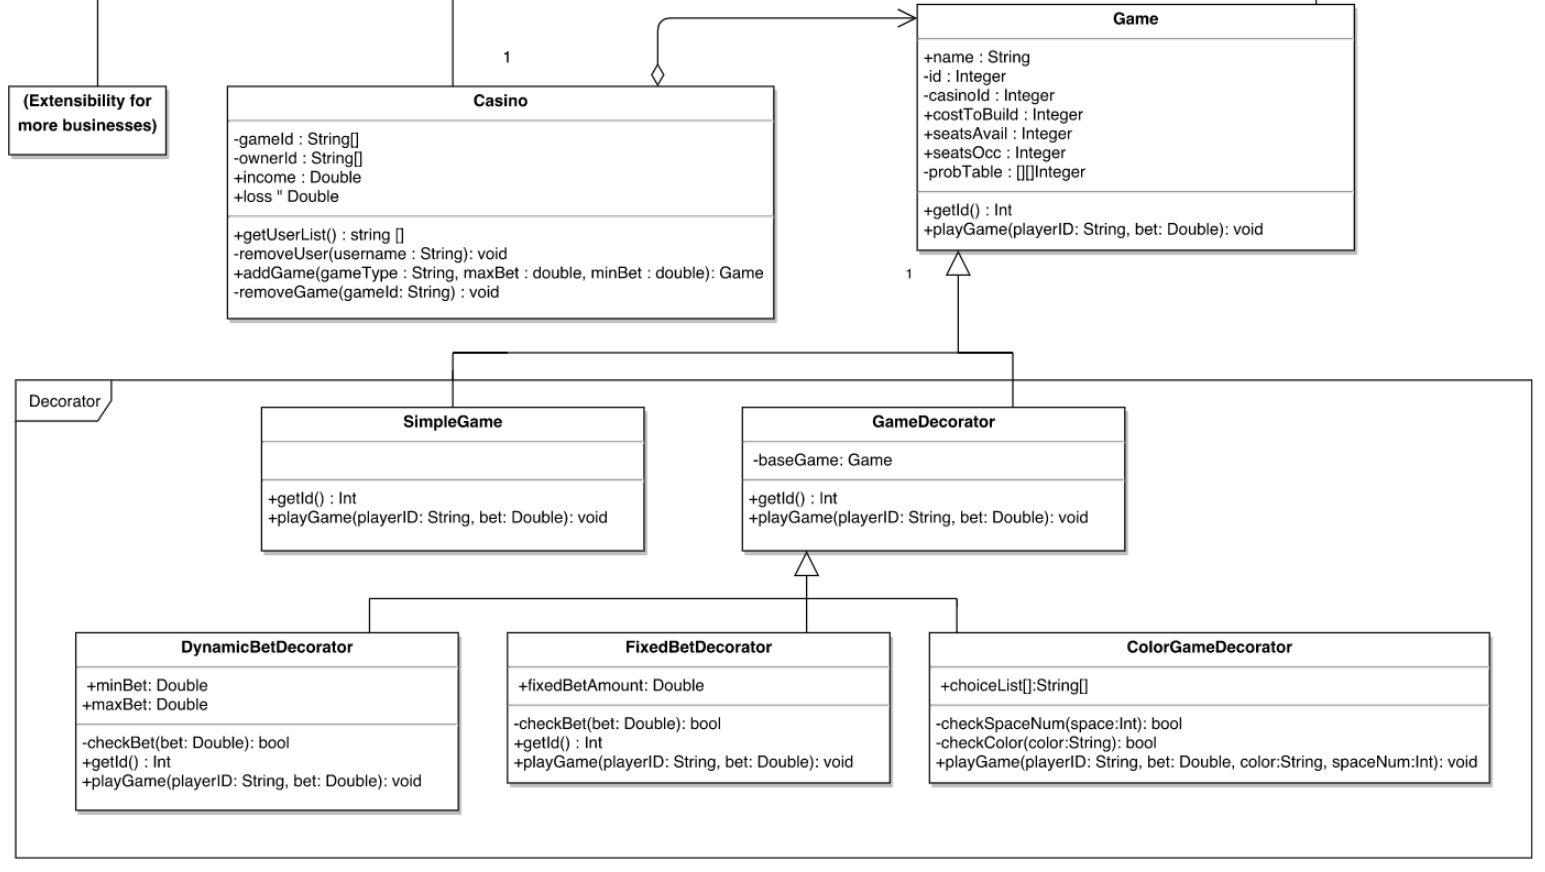 1
Game
+name : String
-id : Integer
-casinoId : Integer
+costToBuild : Integer
+seatsAvail : Integer
+seatsOcc : Integer
-probTable : [][]Integer
+getId() : Int
+playGame(playerID: String, bet: Double): void
(Extensibility for
more businesses)
Casino
-gameId : String[]
-ownerId : String[]
+income : Double
+loss " Double
+getUserList() : string []
-removeUser(username : String): void
+addGame(gameType : String, maxBet : double, minBet : double): Game
-removeGame(gameId: String) : void
1
Decorator
SimpleGame
+getId() : Int
+playGame(playerID: String, bet: Double): void
GameDecorator
-baseGame: Game
+getId() : Int
+playGame(playerID: String, bet: Double): void
DynamicBetDecorator
+minBet: Double
+maxBet: Double
-checkBet(bet: Double): bool
+getId() : Int
+playGame(playerID: String, bet: Double): void
FixedBetDecorator
+fixedBetAmount: Double
-checkBet(bet: Double): bool
+getId() : Int
+playGame(playerID: String, bet: Double): void
ColorGameDecorator
+choiceList[]:String[]
-checkSpaceNum(space:Int): bool
-checkColor(color:String): bool
+playGame(playerID: String, bet: Double, color:String, spaceNum:Int): void